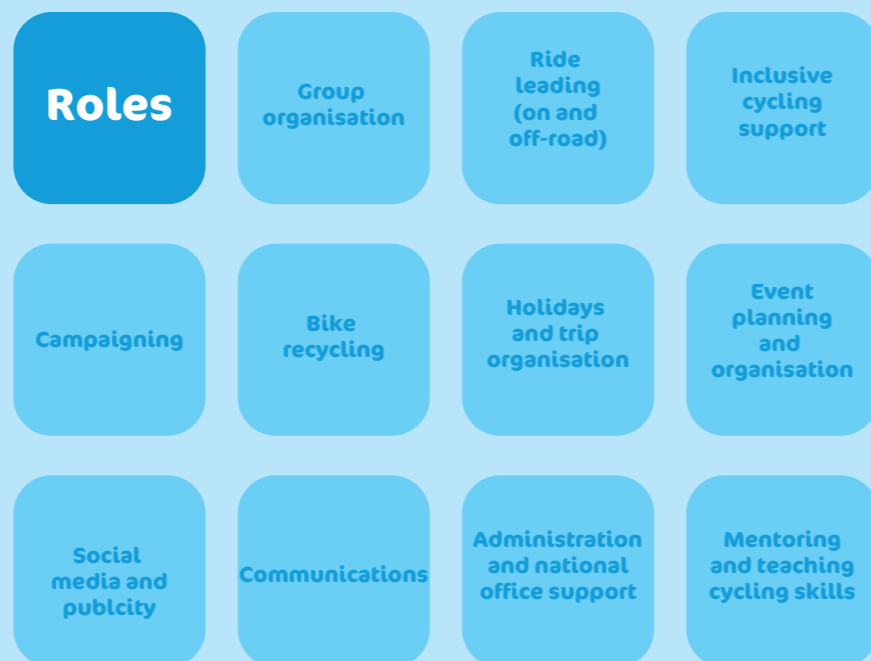 Roles
Group
organisation
Ride
leading
(on and
off-road)
Inclusive
cycling
support
Campaigning
Bike
recycling
Holidays
and trip
organisation
Event
planning
and
organisation
Social
media and
publcity
Communications
Administration
and national
office support
Mentoring
and teaching
cycling skills